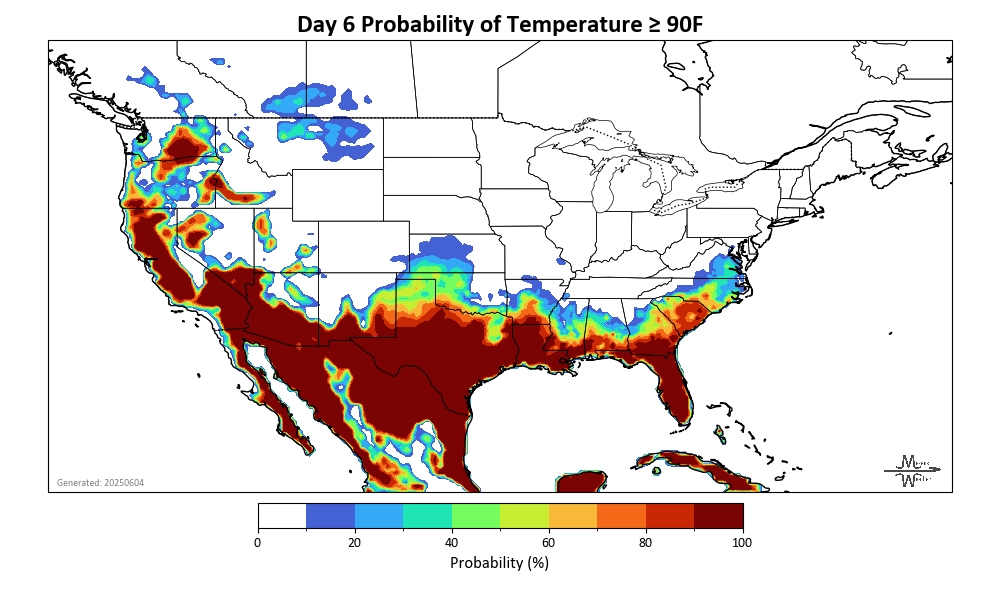 Day 6 Probability of Temperature ≥ 90F
Generated: 20250604
0 20 40 60 80 100
Probability (%)